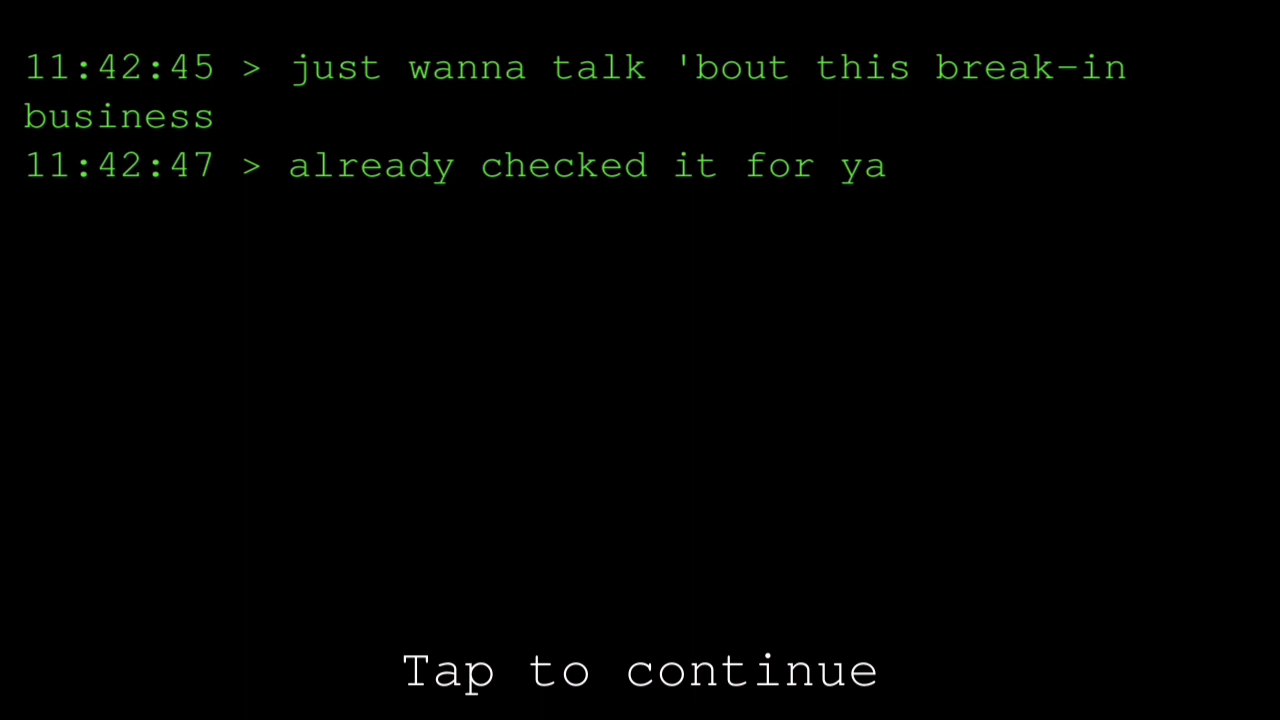 11:42:45 > just wanna talk 'bout this break-in
business
11:42:47 > already checked it for ya
Tap to continue